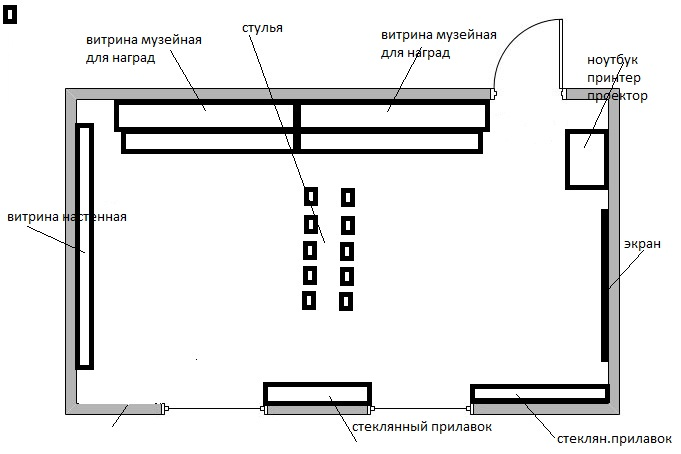 стулья
витрина музейная
для наград
витрина музейная
для наград
ноутбук
принтер
проектор
витрина настенная
экран
стеклянный прилавок
стеклян.прилавок